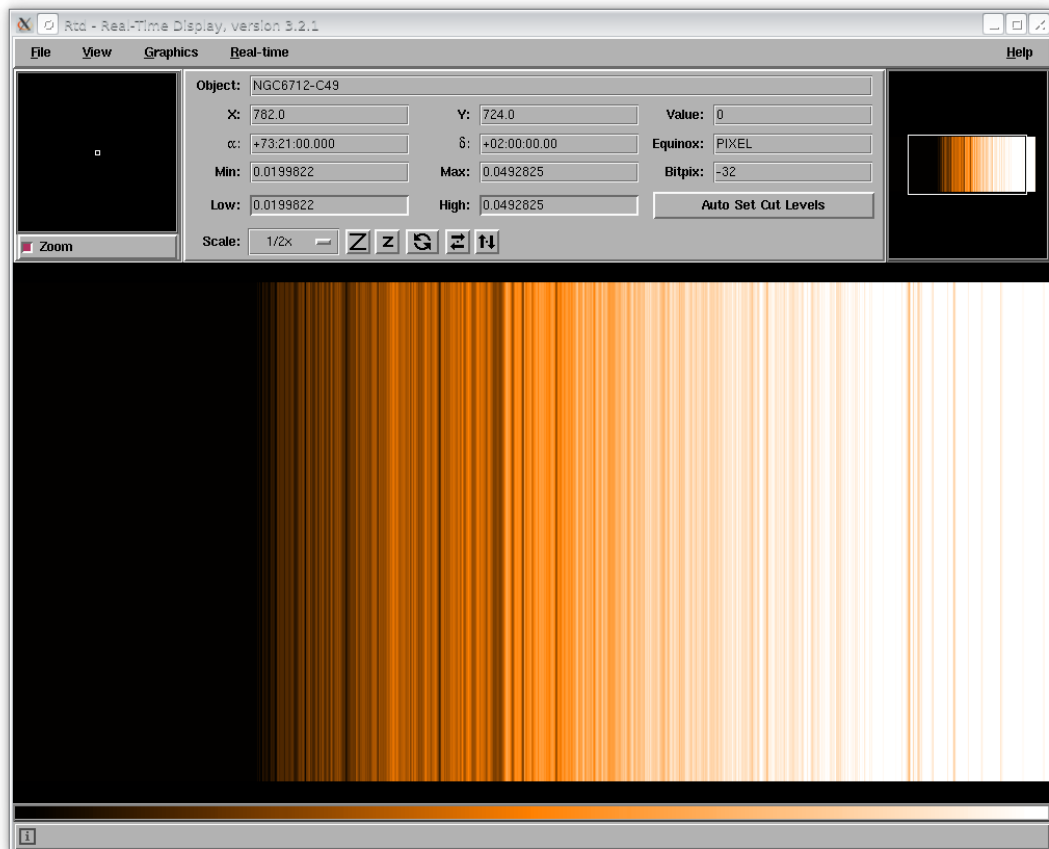 Rtd - Real-Time Display, version 3.2.1
File View Graphics Real-time Help
Object: NGC6712-C49
X: 782.0 Y: 724.0 Value: 0
α: +73:21:00.000 δ: +02:00:00.00 Equinox: PIXEL
Min: 0.0199822 Max: 0.0492825 Bitpix: -32
Low: 0.0199822 High: 0.0492825 Auto Set Cut Levels
Scale: 1/2x Z z
Zoom